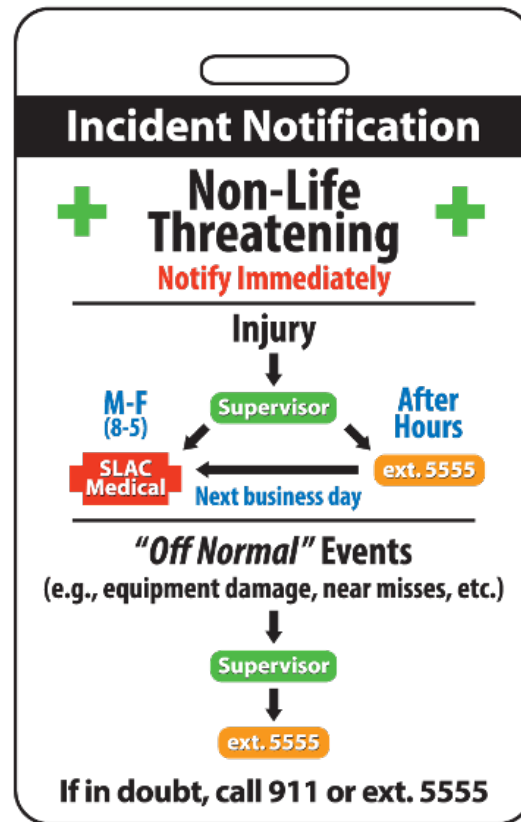 Incident Notification
Non-Life
Threatening
Notify Immediately
Injury
M-F
(8-5)
Supervisor
After
Hours
SLAC
Medical
ext. 5555
Next business day
"Off Normal" Events
(e.g., equipment damage, near misses, etc.)
Supervisor
ext. 5555
If in doubt, call 911 or ext. 5555